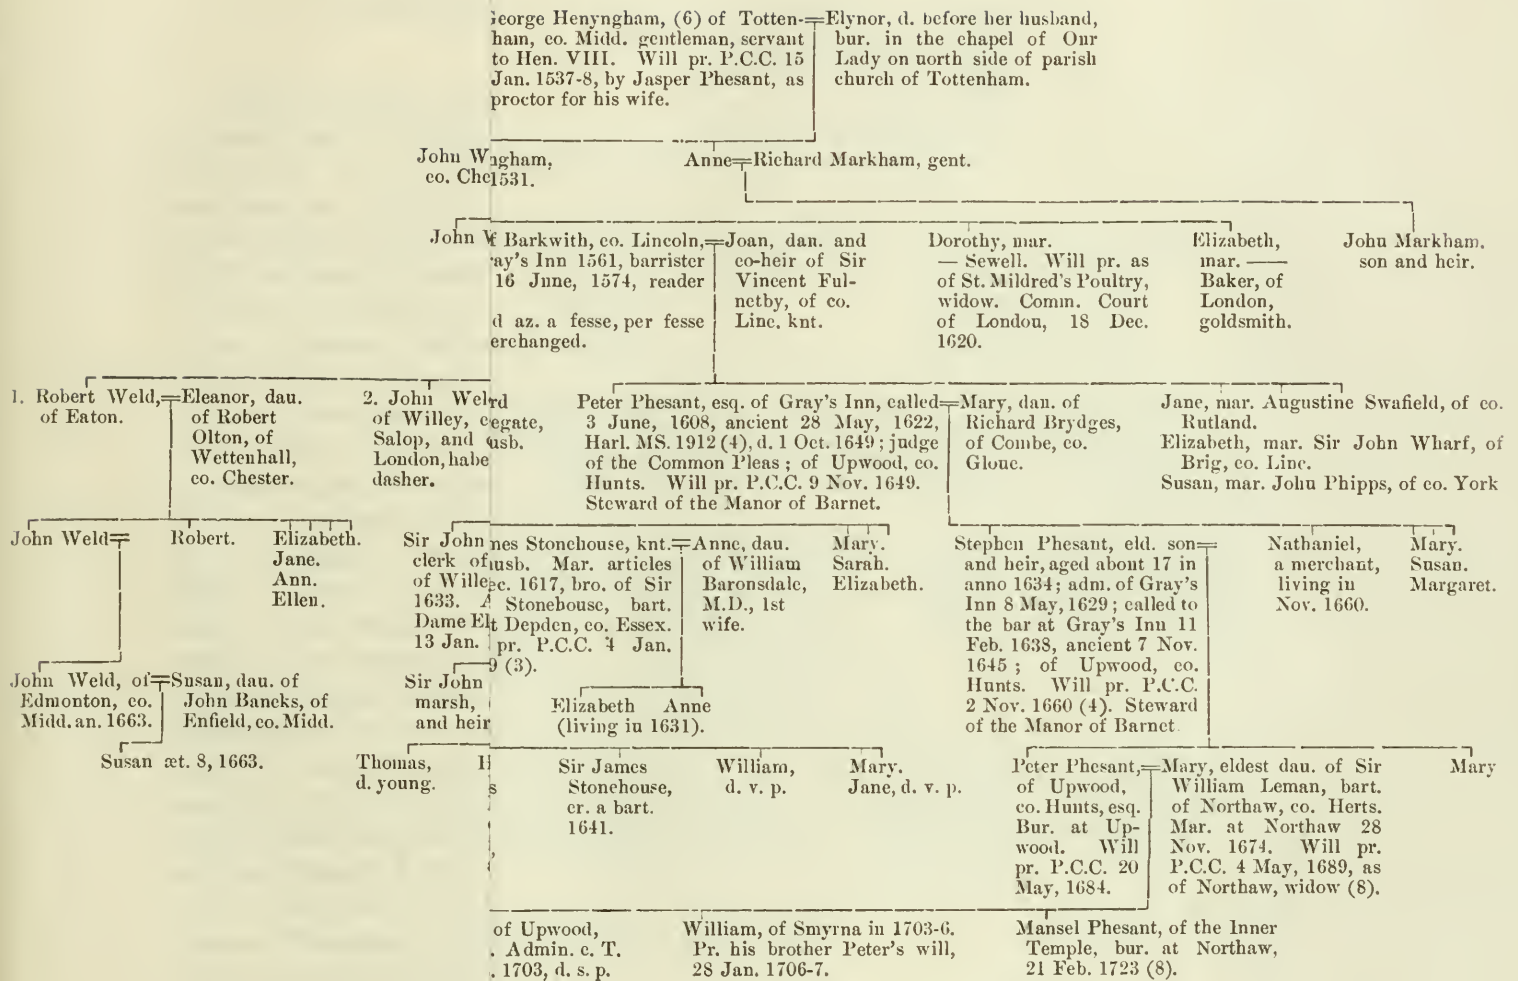 George Henyngham, (6) of Totten-
ham, co. Midd. gentleman, servant
to Hen. VIII. Will pr. P.C.C. 15
Jan. 1537-8, by Jasper Phesant, as
proctor for his wife.
Elynor, d. before her husband,
bur. in the chapel of Our
Lady on north side of parish
church of Tottenham.
John W
co. Che
ngham,
1531.
Anne
Richard Markham, gent.
John W
f Barkwith, co. Lincoln,
ray's Inn 1561, barrister
16 June, 1574, reader
d az. a fesse, per fesse
erchanged.
Joan, dan. and
co-heir of Sir
Vincent Ful-
netby, of co.
Linc. knt.
Dorothy, mar.
— Sewell. Will pr. as
of St. Mildred's Poultry,
widow. Comm. Court
of London, 18 Dec.
1620.
Elizabeth,
mar. ——
Baker, of
London,
goldsmith.
John Markham,
son and heir.
1. Robert Weld,
of Eaton.
Eleanor, dau.
of Robert
Olton, of
Wettenhall,
co. Chester.
2. John Wel
of Willey, c
Salop, and
London, habe
dasher.
rd
egate,
usb.
Peter Phesant, esq. of Gray's Inn, called
3 June, 1608, ancient 28 May, 1622,
Harl. MS. 1912 (4), d. 1 Oct. 1649; judge
of the Common Pleas; of Upwood, co.
Hunts. Will pr. P.C.C. 9 Nov. 1649.
Steward of the Manor of Barnet.
Mary, dau. of
Richard Brydges,
of Combe, co.
Glouc.
Jane, mar. Augustine Swafield, of co.
Rutland.
Elizabeth, mar. Sir John Wharf, of
Brig, co. Linc.
Susan, mar. John Phipps, of co. York
John Weld
Robert.
Elizabeth.
Jane.
Ann.
Ellen.
Sir John
clerk of
of Wille
1633. A
Dame El
13 Jan.
nes Stonehouse, knt.
usb. Mar. articles
ec. 1617, bro. of Sir
Stonehouse, bart.
t Depden, co. Essex.
pr. P.C.C. 4 Jan.
9 (3).
Anne, dau.
of William
Baronsdale,
M.D., 1st
wife.
Mary.
Sarah.
Elizabeth.
Stephen Phesant, eld. son
and heir, aged about 17 in
anno 1634; adm. of Gray's
Inn 8 May, 1629; called to
the bar at Gray's Inn 11
Feb. 1638, ancient 7 Nov.
1645; of Upwood, co.
Hunts. Will pr. P.C.C.
2 Nov. 1660 (4). Steward
of the Manor of Barnet
Nathaniel,
a merchant,
living in
Nov. 1660.
Mary.
Susan.
Margaret.
John Weld, of
Edmonton, co.
Midd. an. 1663.
Susan, dau. of
John Bancks, of
Enfield, co. Midd.
Sir John
marsh,
and heir
Elizabeth Anne
(living in 1631).
Susan æt. 8, 1663.
Thomas,
d. young.
Sir James
Stonehouse,
cr. a bart.
1641.
William,
d. v. p.
Mary.
Jane, d. v. p.
Peter Phesant,
of Upwood,
co. Hunts, esq.
Bur. at Up-
wood. Will
pr. P.C.C. 20
May, 1684.
Mary, eldest dau. of Sir
William Leman, bart.
of Northaw, co. Herts.
Mar. at Northaw 28
Nov. 1674. Will pr.
P.C.C. 4 May, 1689, as
of Northaw, widow (8).
Mary
of Upwood,
. Admin. c. T.
. 1703, d. s. p.
William, of Smyrna in 1703-6.
Pr. his brother Peter's will,
28 Jan. 1706-7.
Mansel Phesant, of the Inner
Temple, bur. at Northaw,
21 Feb. 1723 (8).